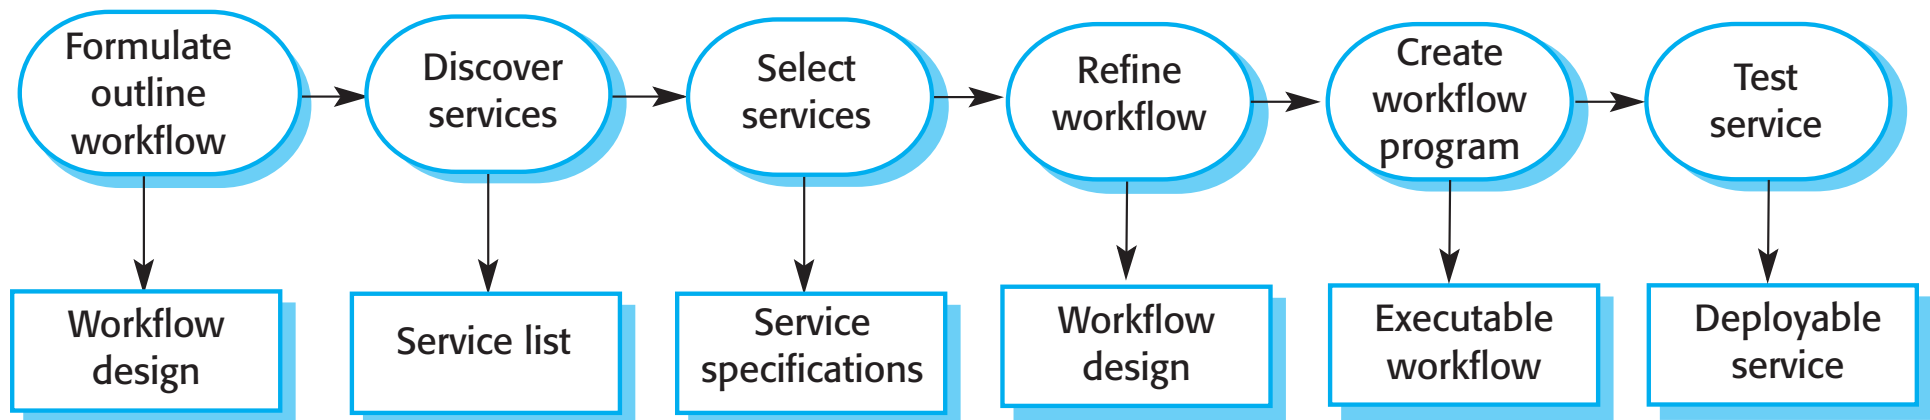 Formulate
outline
workflow
Discover
services
Select
services
Refine
workflow
Create
workflow
program
Test
service
Workflow
design
Service list
Service
specifications
Workflow
design
Executable
workflow
Deployable
service